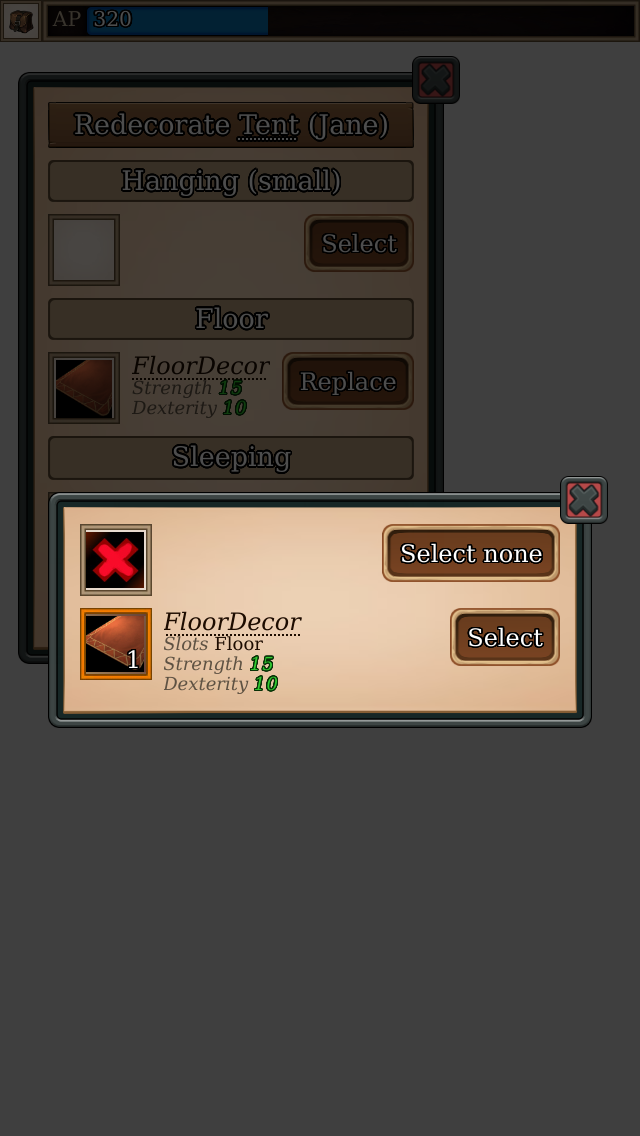 AP 320
Redecorate Tent (Jane)
Hanging (small)
Select
Floor
FloorDecor
Strength 15
Dexterity 10
Replace
Sleeping
Select none
FloorDecor
Slots Floor
Strength 15
Dexterity 10
1
Select